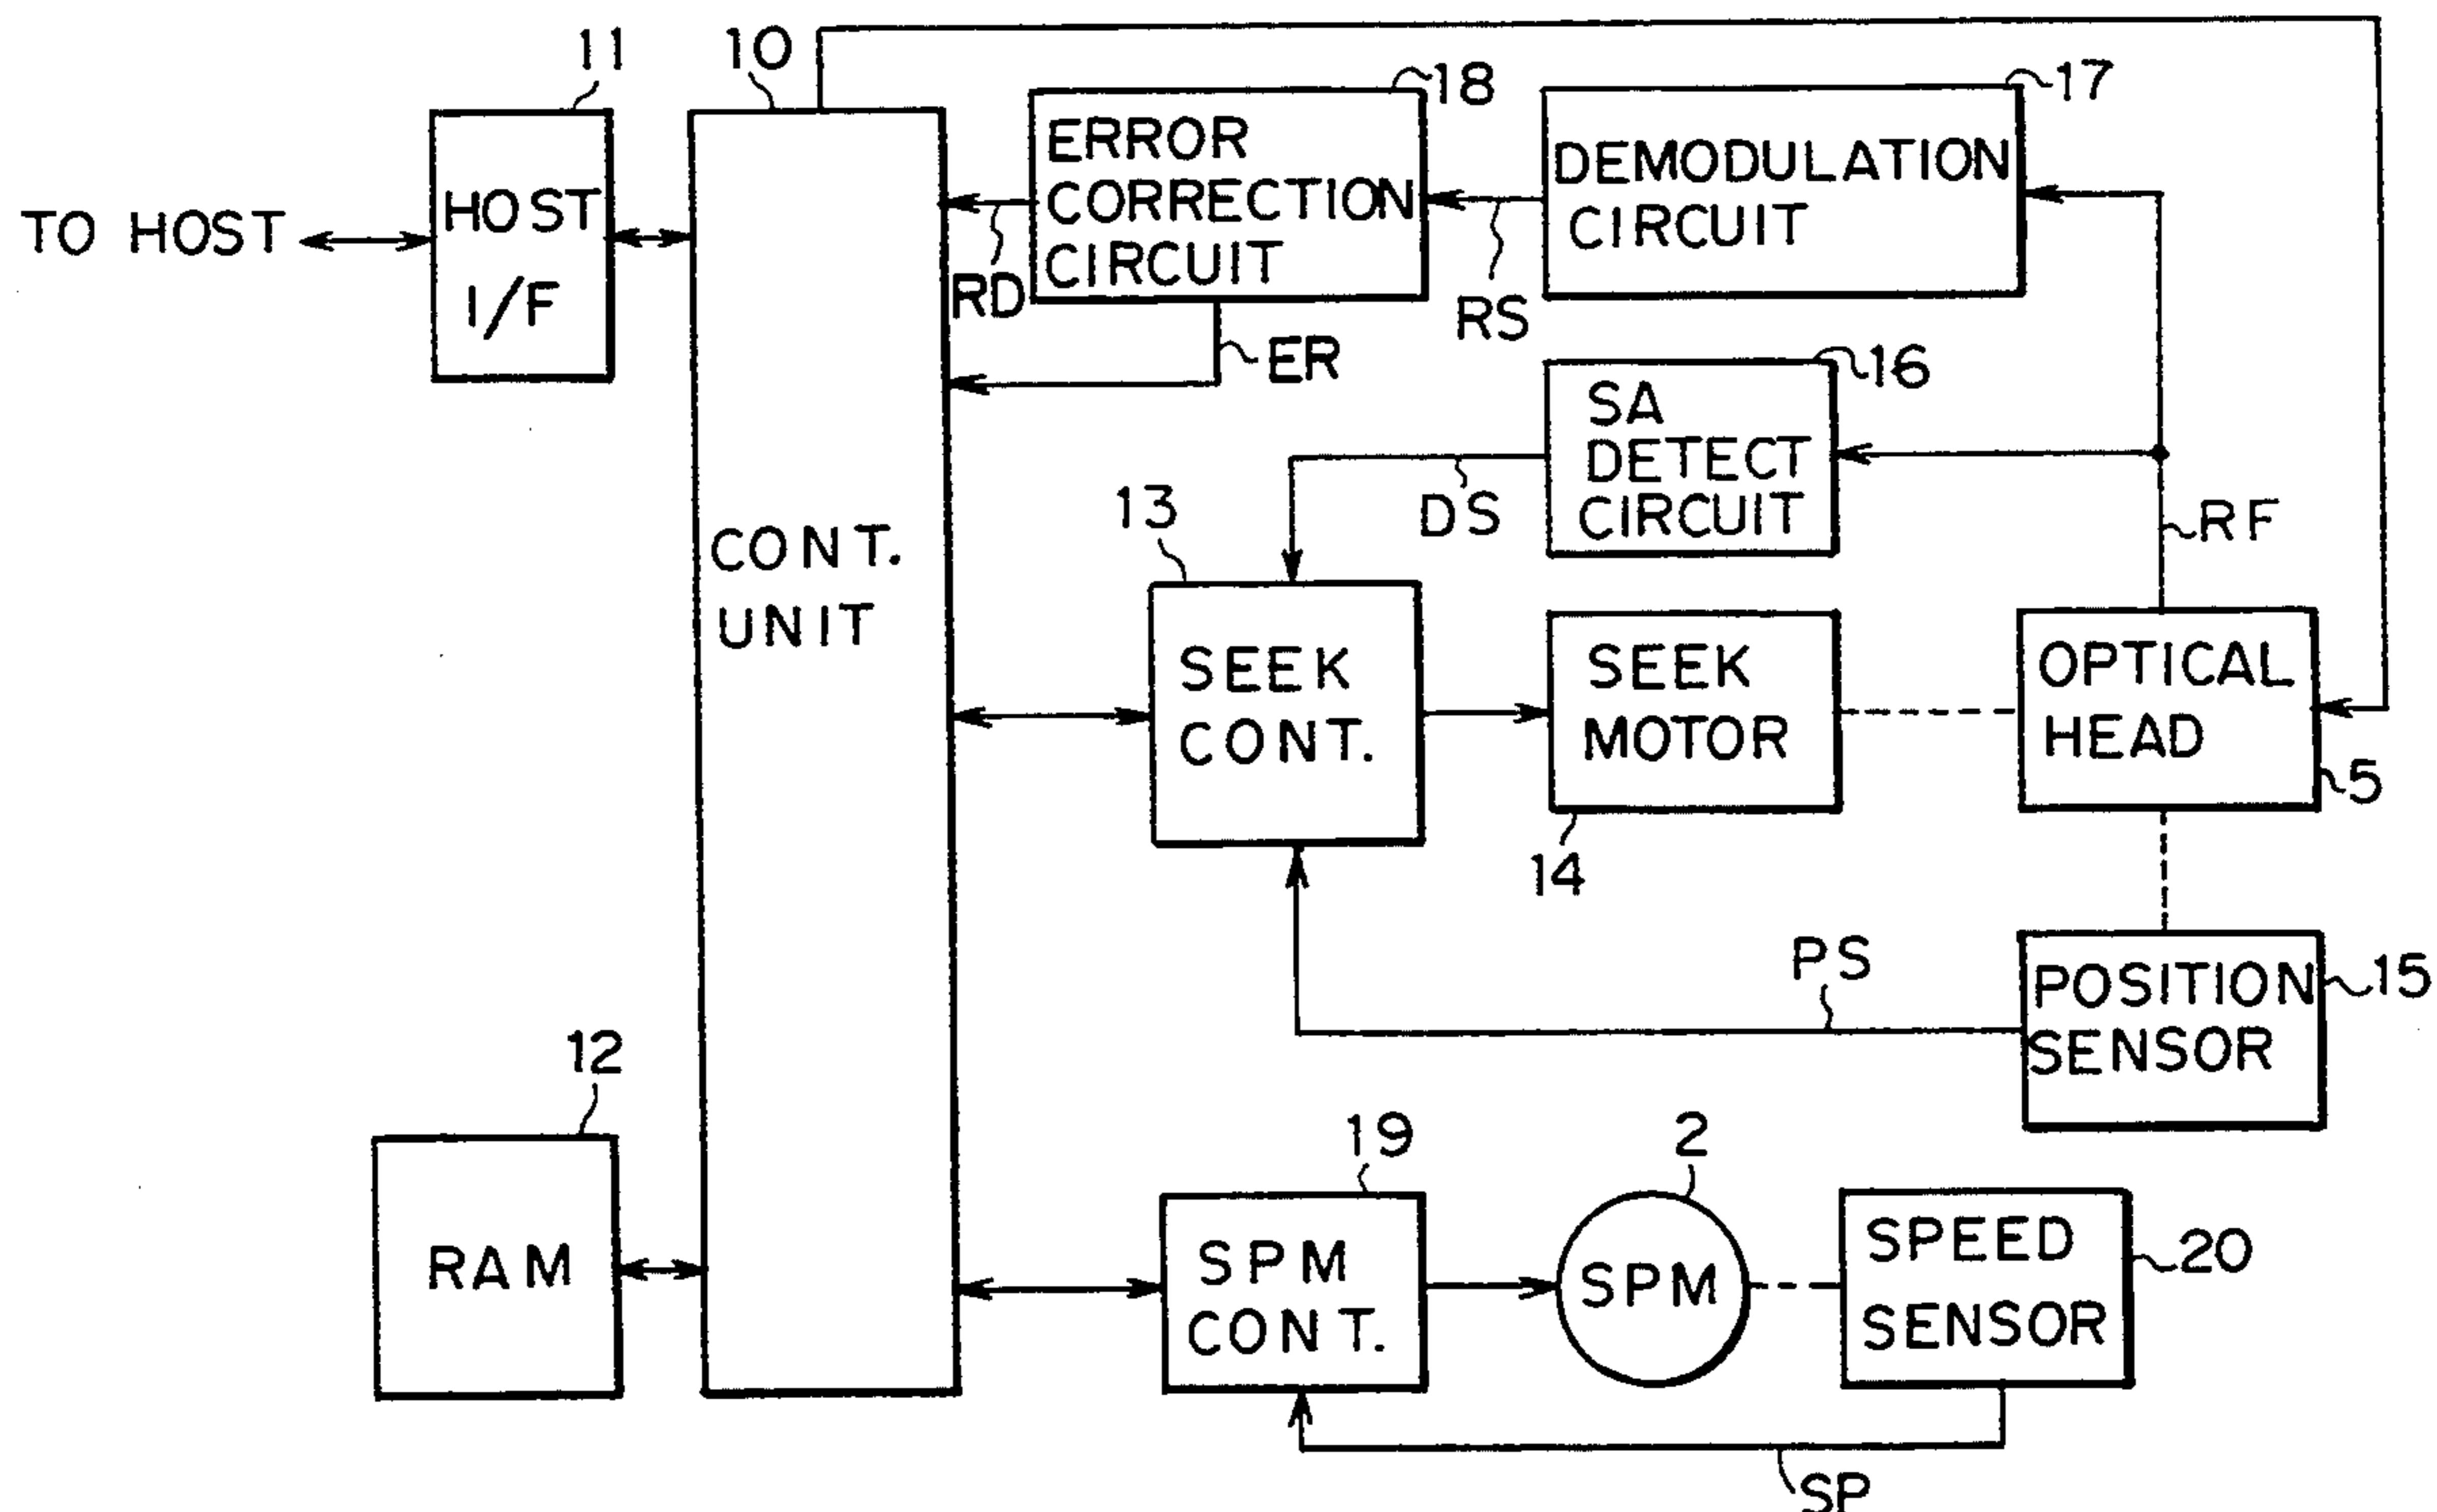 11
10
18
17
HOST
I/F
TO HOST
ERROR
CORRECTION
CIRCUIT
DEMODULATION
CIRCUIT
RD
RS
ER
16
SA
DETECT
CIRCUIT
DS
RF
CONT.
UNIT
13
SEEK
CONT.
SEEK
MOTOR
14
OPTICAL
HEAD
5
PS
POSITION
SENSOR
15
12
RAM
19
SPM
CONT.
2
SPM
SPEED
SENSOR
20
SP